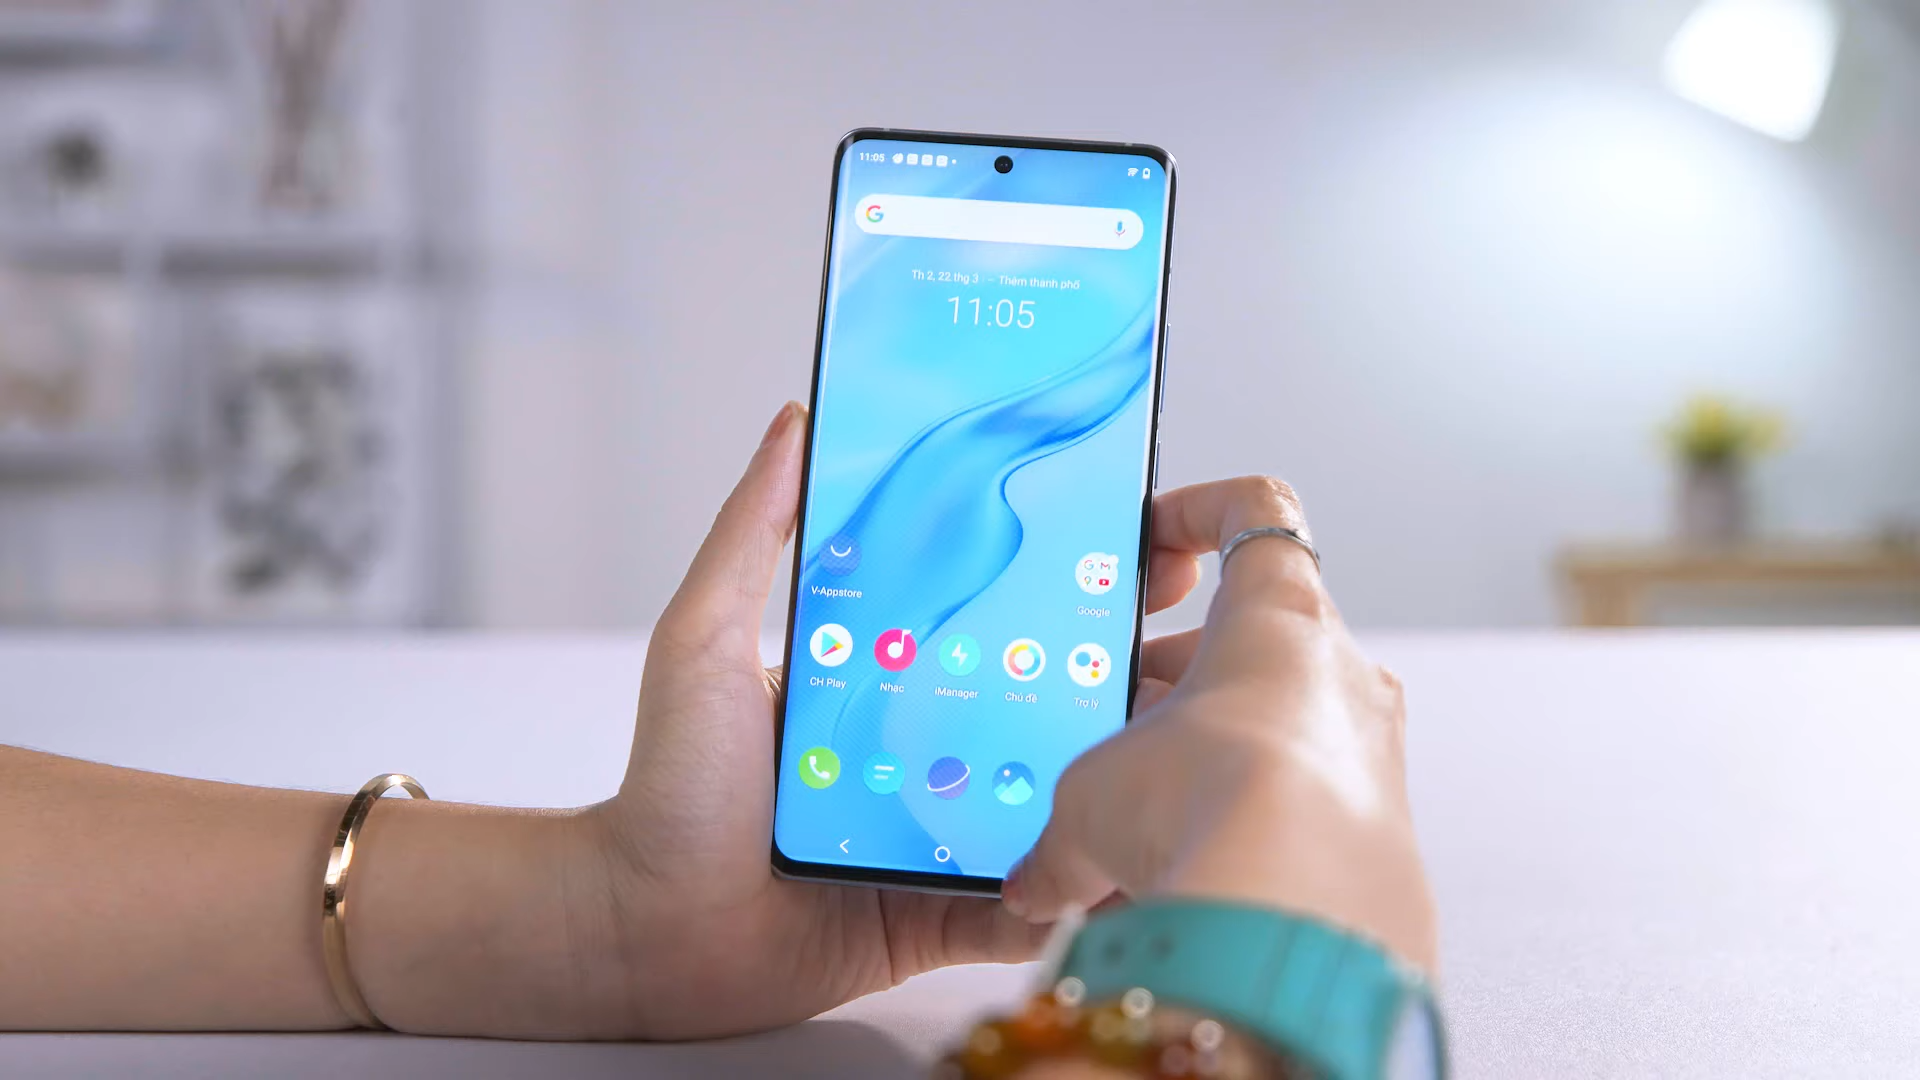 11:05
Th 2, 22 thg 3 -- Thêm thành phố
11:05
V-Appstore
Google
CH Play
Nhạc
iManager
Chủ đề
Trợ lý